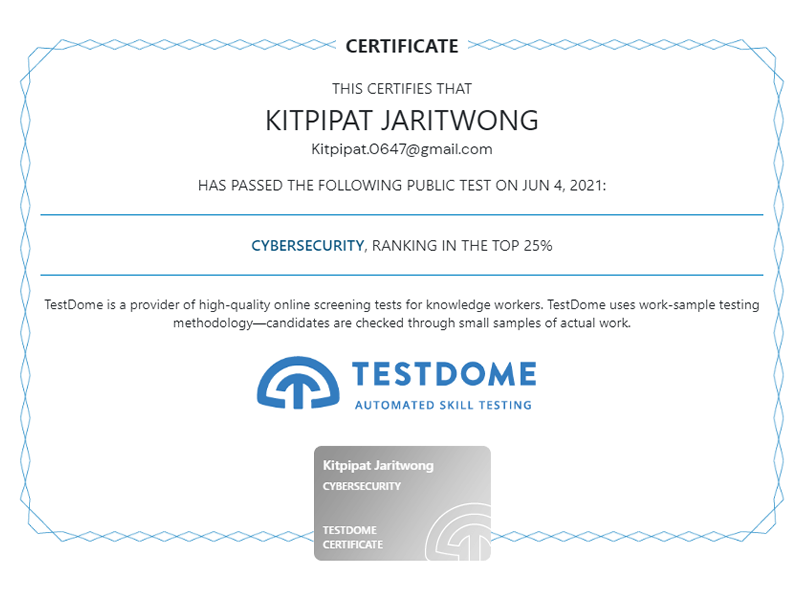 CERTIFICATE
THIS CERTIFIES THAT
KITPIPAT JARITWONG
Kitpipat.0647@gmail.com
HAS PASSED THE FOLLOWING PUBLIC TEST ON JUN 4, 2021:
CYBERSECURITY, RANKING IN THE TOP 25%
TestDome is a provider of high-quality online screening tests for knowledge workers. TestDome uses work-sample testing
methodology—candidates are checked through small samples of actual work.
TESTDOME
AUTOMATED SKILL TESTING
Kitpipat Jaritwong
CYBERSECURITY
TESTDOME
CERTIFICATE